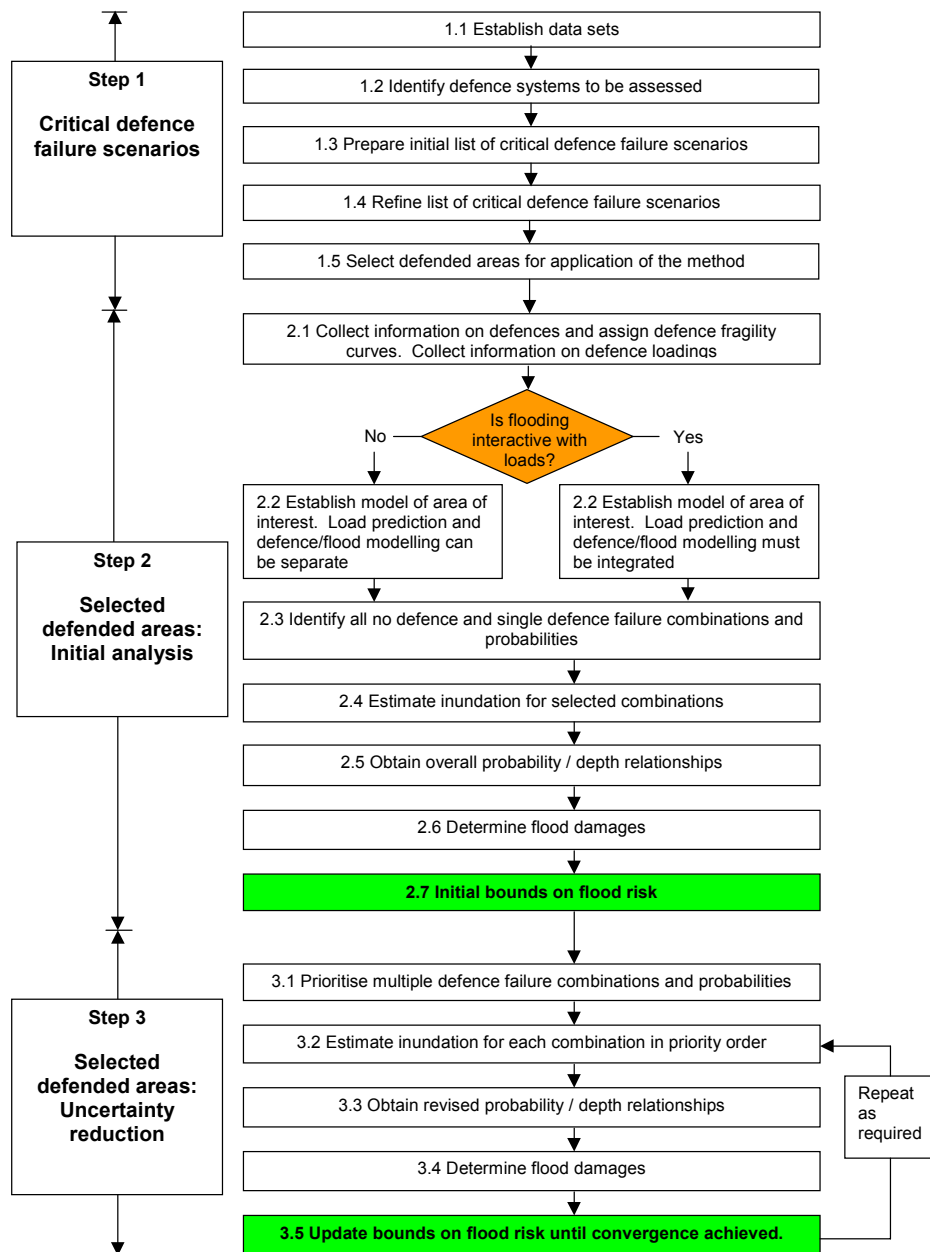 1.1 Establish data sets
Step 1
Critical defence
failure scenarios
1.2 Identify defence systems to be assessed
1.3 Prepare initial list of critical defence failure scenarios
1.4 Refine list of critical defence failure scenarios
1.5 Select defended areas for application of the method
2.1 Collect information on defences and assign defence fragility
curves.  Collect information on defence loadings
Is flooding
interactive with
loads?
No
Yes
2.2 Establish model of area of
interest.  Load prediction and
defence/flood modelling can
be separate
2.2 Establish model of area of
interest.  Load prediction and
defence/flood modelling must
be integrated
Step 2
Selected
defended areas:
Initial analysis
2.3 Identify all no defence and single defence failure combinations and
probabilities
2.4 Estimate inundation for selected combinations
2.5 Obtain overall probability / depth relationships
2.6 Determine flood damages
2.7 Initial bounds on flood risk
3.1 Prioritise multiple defence failure combinations and probabilities
Step 3
Selected
defended areas:
Uncertainty
reduction
3.2 Estimate inundation for each combination in priority order
3.3 Obtain revised probability / depth relationships
3.4 Determine flood damages
3.5 Update bounds on flood risk until convergence achieved.
Repeat
as
required